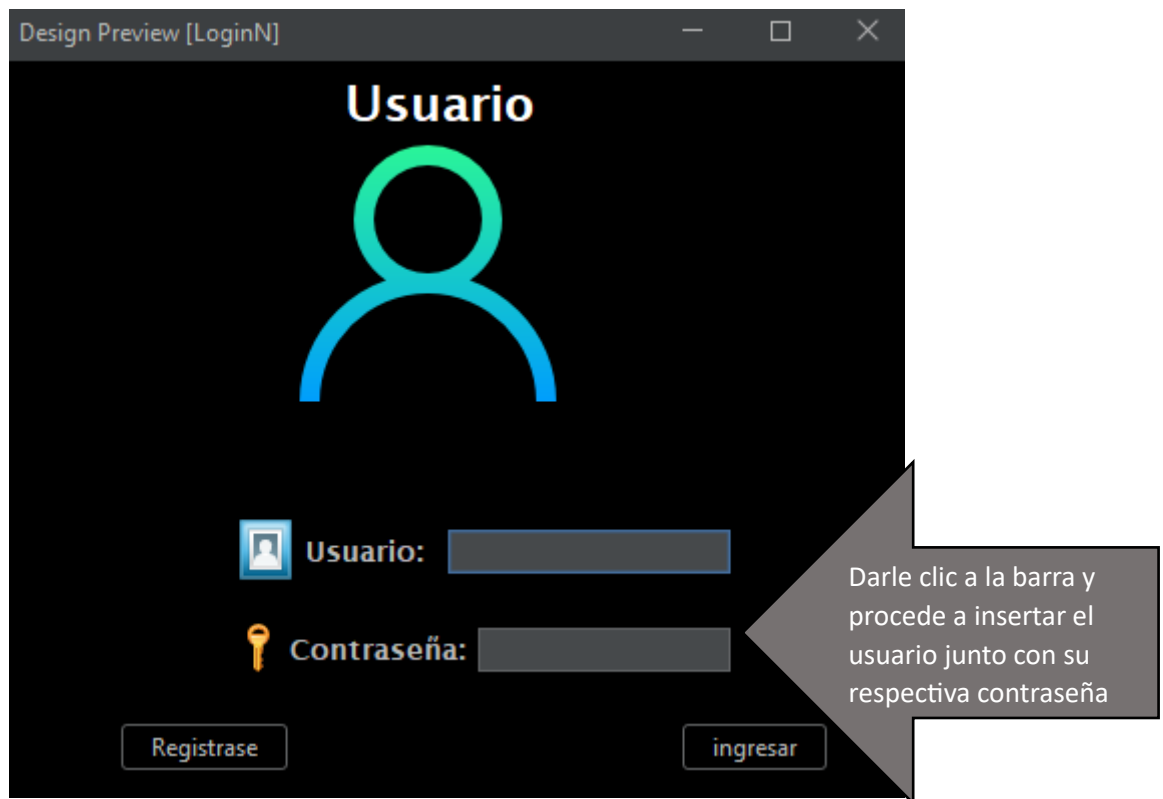 Design Preview [LoginN]
Usuario
Usuario:
Contraseña:
Darle clic a la barra y
procede a insertar el
usuario junto con su
respectiva contraseña
Registrase
ingresar